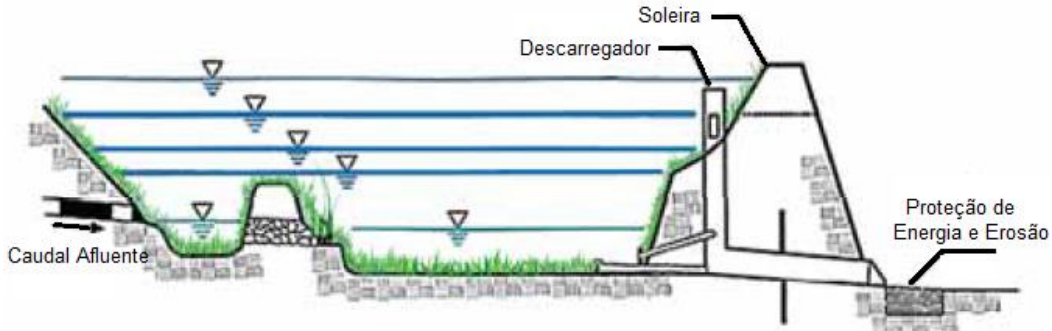 Soleira
Descarregador
Proteção de
Energia e Erosão
Caudal Afluente